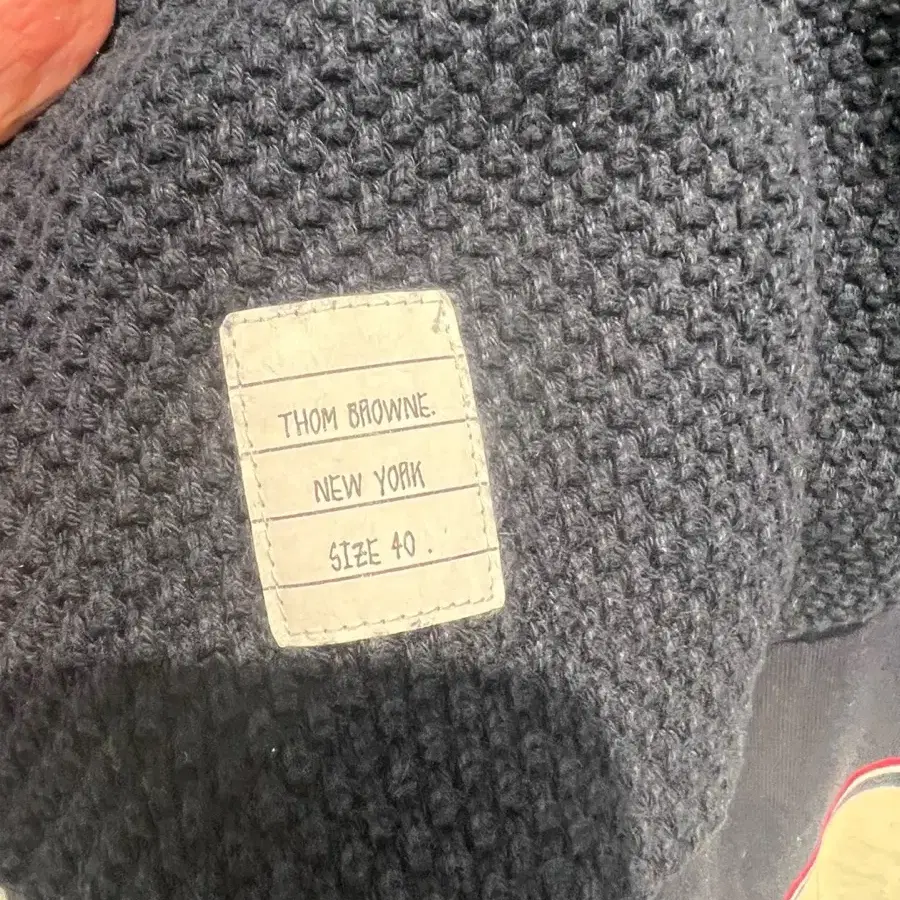 THOM BROWNE.
NEW YORK
SIZE 40 .